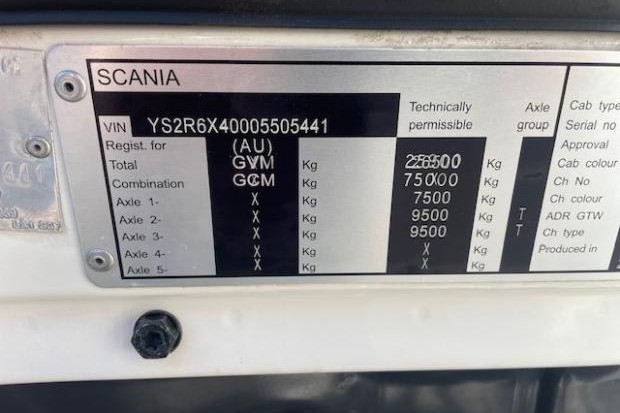 SCANIA
VIN YS2R6X40005505441 Technically permissible Axle group Cab type
Regist. for (AU) Serial no
Approval
Total GVM Kg Kg Cab colour
Combination GCM Kg 75000 Kg Ch No
Axle 1- X Kg 7500 Kg Ch colour
Axle 2- X Kg 9500 Kg T ADR GTW
Axle 3- X Kg 9500 Kg T Ch type
Axle 4- X Kg X Kg Produced in
Axle 5- X Kg X Kg